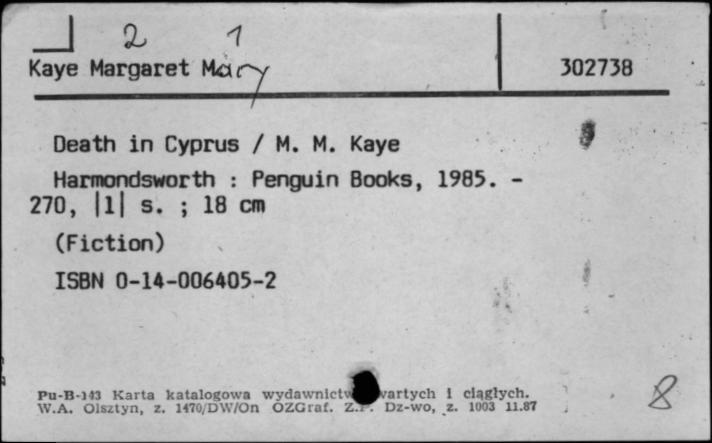 2 1
Kaye Margaret Mary 302738
Death in Cyprus / M. M. Kaye
Harmondsworth : Penguin Books, 1985. -
270, |1| s. ; 18 cm
(Fiction)
ISBN 0-14-006405-2
Pu-B-143 Karta katalogowa wydawnictw wartych i ciągłych.
W.A. Olsztyn, z. 1470/DW/On OZGraf. Z.P. Dz-wo, z. 1003 11.87
8